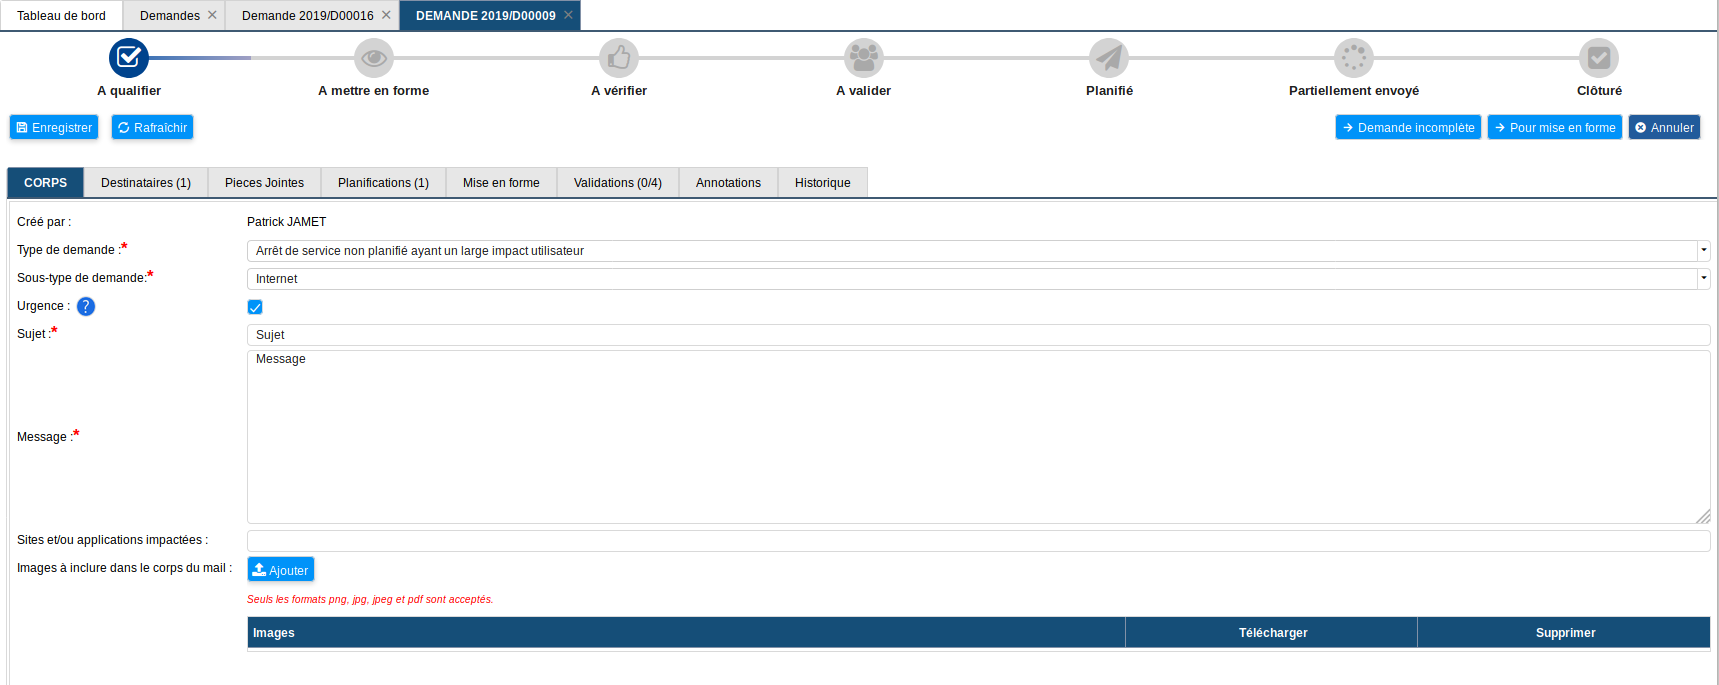 Tableau de bord Demandes Demande 2019/D00016 DEMANDE 2019/D00009
A qualifier A mettre en forme A vérifier A valider Planifié Partiellement envoyé Clôturé
Enregistrer Rafraîchir Demande incomplète Pour mise en forme Annuler
CORPS Destinataires (1) Pieces Jointes Planifications (1) Mise en forme Validations (0/4) Annotations Historique
Créé par : Patrick JAMET
Type de demande :* Arrêt de service non planifié ayant un large impact utilisateur
Sous-type de demande:* Internet
Urgence : ?
Sujet :* Sujet
Message
Message :*
Sites et/ou applications impactées :
Images à inclure dans le corps du mail : Ajouter
Seuls les formats png, jpg, jpeg et pdf sont acceptés.
Images Télécharger Supprimer